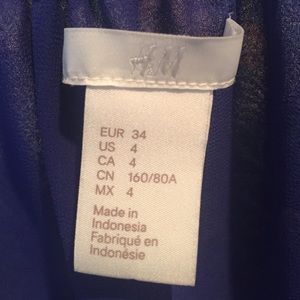 H&M
EUR 34
US 4
CA 4
CN 160/80A
MX 4
Made in
Indonesia
Fabriqué en
Indonésie